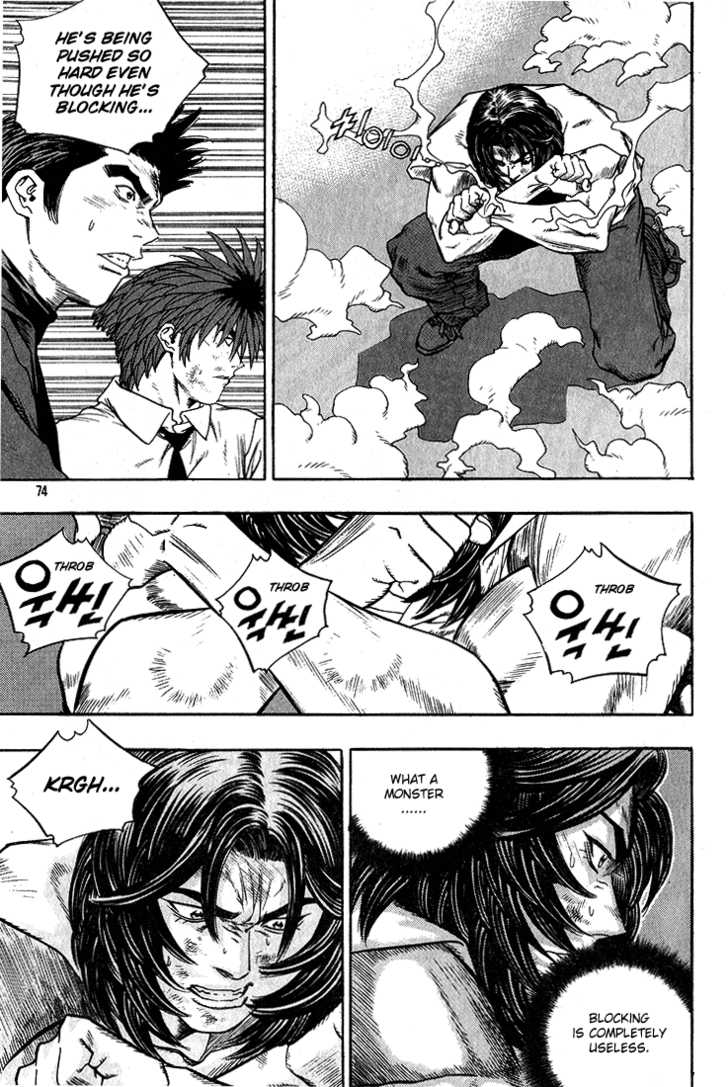 HE'S BEING
PUSHED SO
HARD EVEN
THOUGH HE'S
BLOCKING...
74
THROB
욱씬
THROB
욱씬
THROB
욱씬
KRGH...
WHAT A
MONSTER
......
BLOCKING
IS COMPLETELY
USELESS.